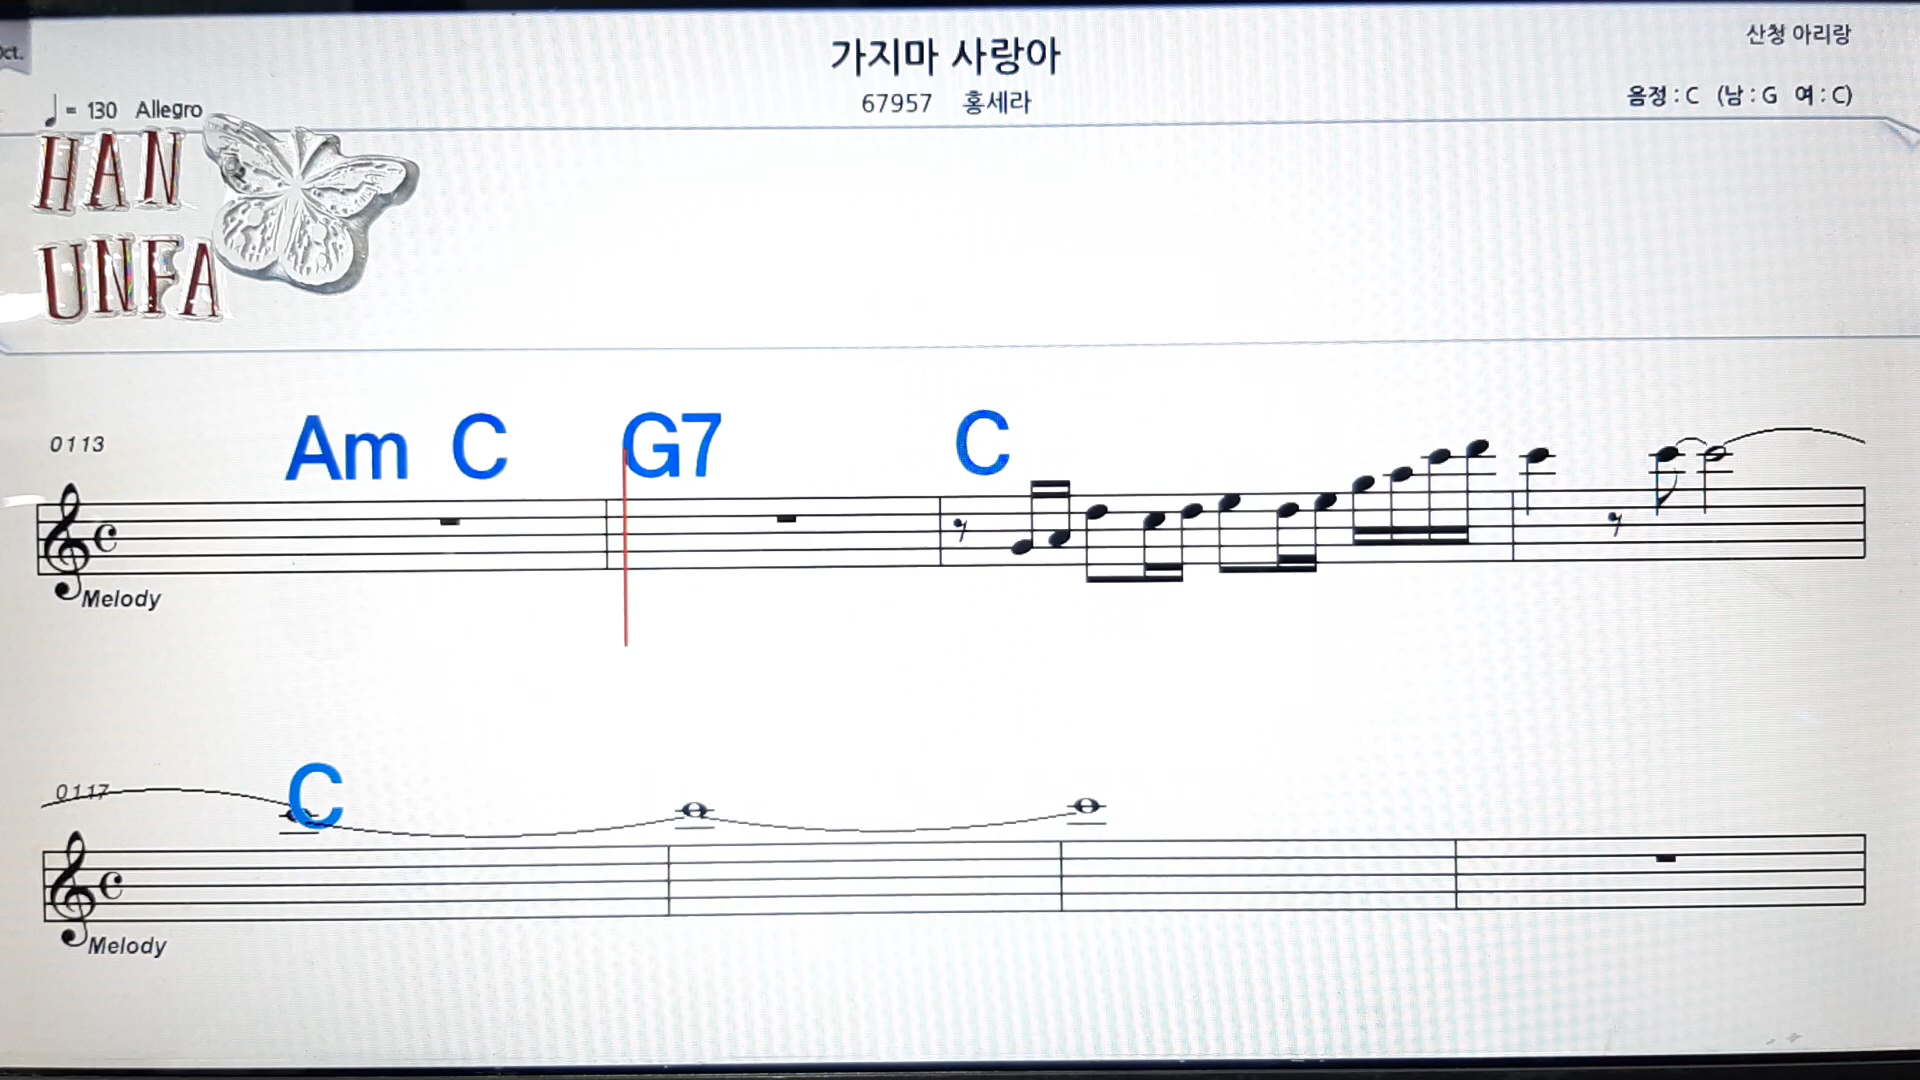 Oct.
가지마 사랑아
산청 아리랑
= 130 Allegro
67957 홍세라
음정 : C (남 : G 여 : C)
HAN
UNFA
0113
Am C G7 C
Melody
0117
C
Melody